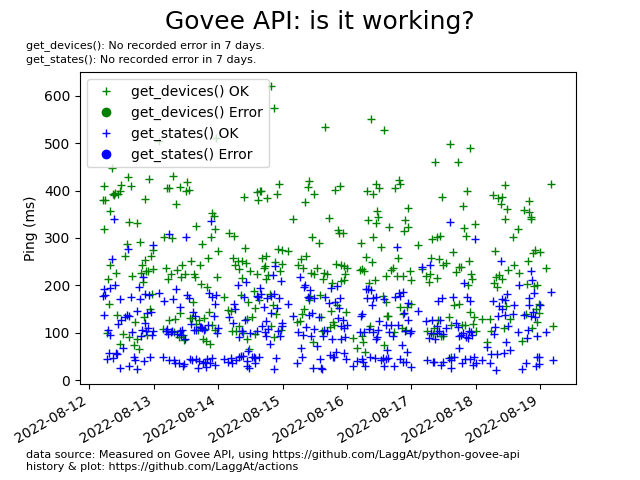 Govee API: is it working?
get_devices(): No recorded error in 7 days.
get_states(): No recorded error in 7 days.
get_devices() OK
get_devices() Error
get_states() OK
get_states() Error
Ping (ms)
600
500
400
300
200
100
0
2022-08-12
2022-08-13
2022-08-14
2022-08-15
2022-08-16
2022-08-17
2022-08-18
2022-08-19
data source: Measured on Govee API, using https://github.com/LaggAt/python-govee-api
history & plot: https://github.com/LaggAt/actions